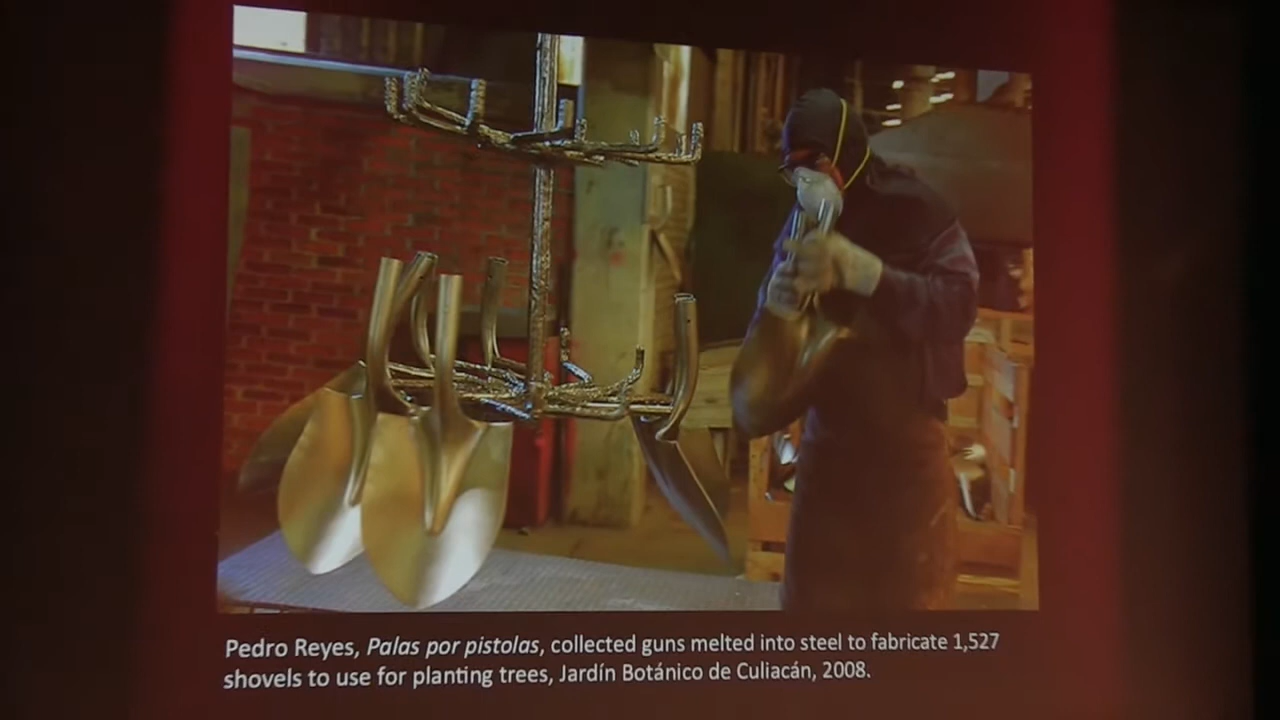 Pedro Reyes, Palas por pistolas, collected guns melted into steel to fabricate 1,527
shovels to use for planting trees, Jardín Botánico de Culiacán, 2008.